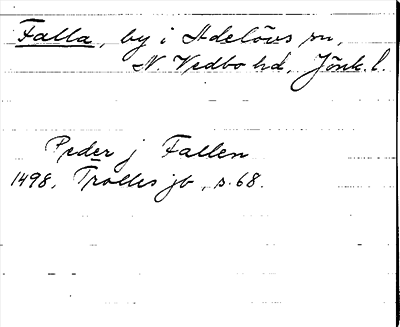 Falla, by i Adelövs sn,
N. Vedbo hd, Jönk. l.
Peder j Fallen
1498, Trolles jb, s. 68.